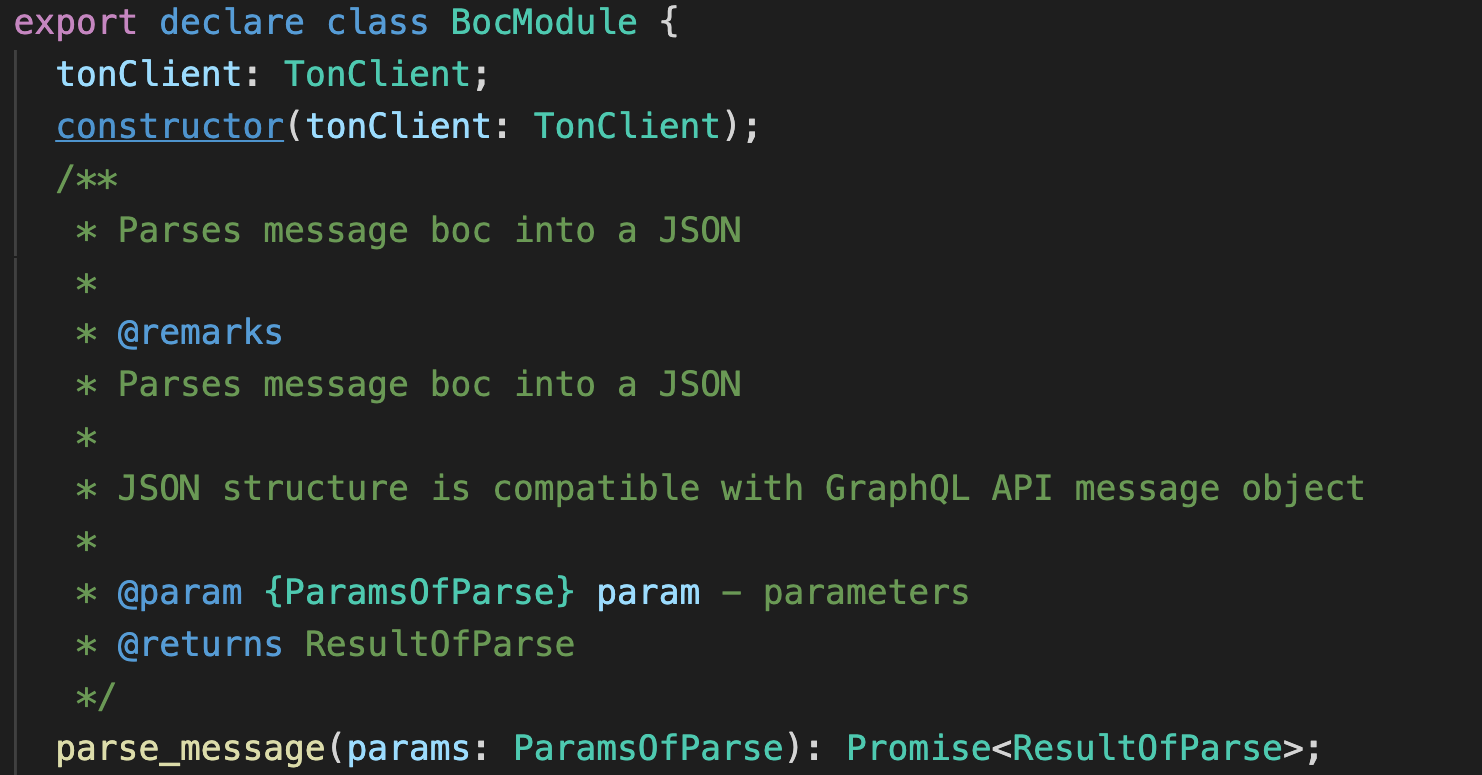 export declare class BocModule {
  tonClient: TonClient;
  constructor(tonClient: TonClient);
  /**
   * Parses message boc into a JSON
   *
   * @remarks
   * Parses message boc into a JSON
   *
   * JSON structure is compatible with GraphQL API message object
   *
   * @param {ParamsOfParse} param - parameters
   * @returns ResultOfParse
   */
  parse_message(params: ParamsOfParse): Promise<ResultOfParse>;